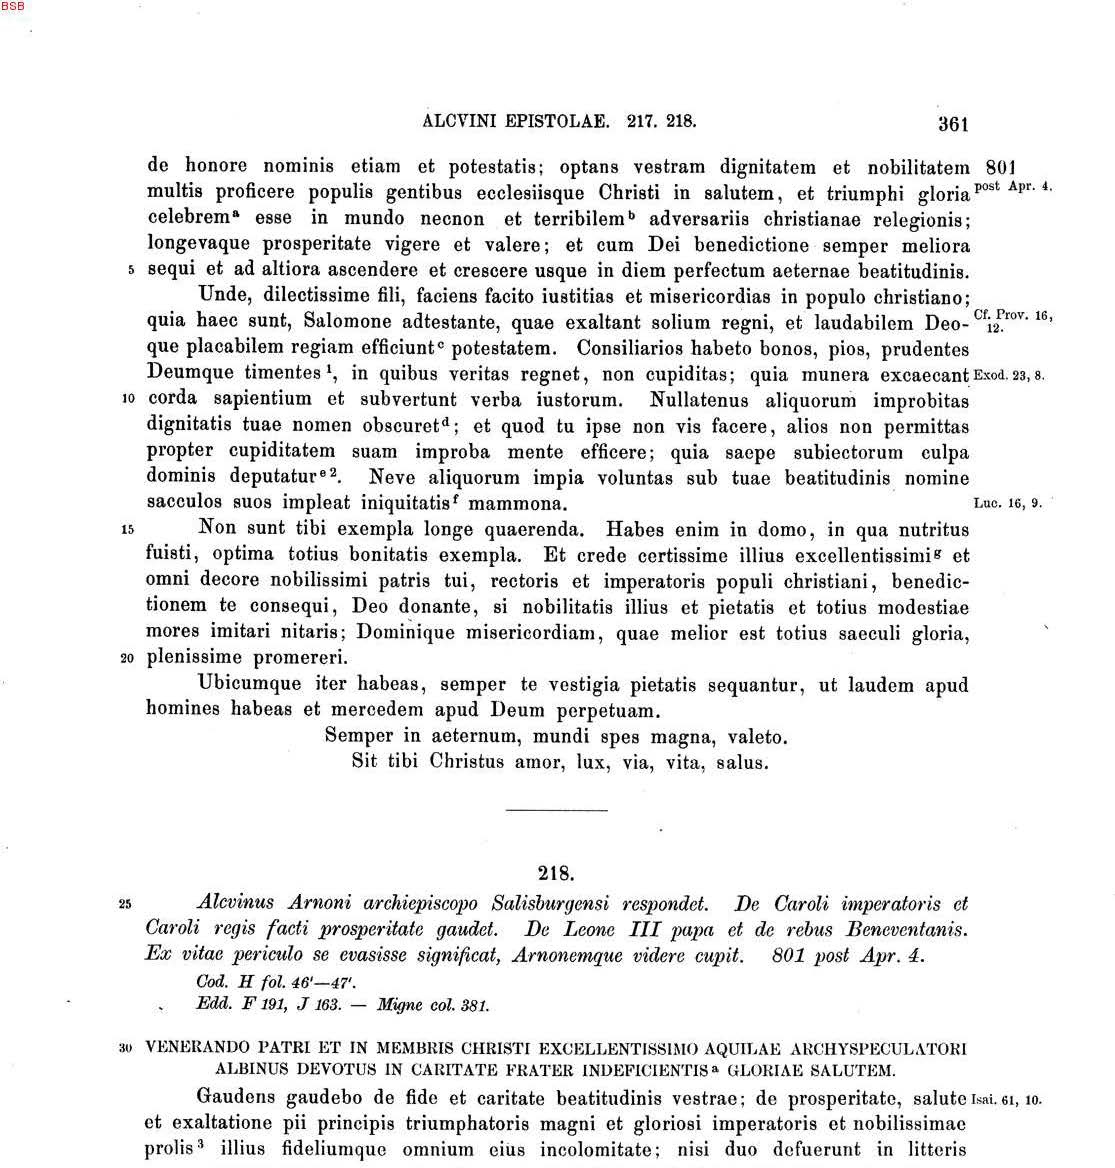 BSB
ALCVINI EPISTOLAE. 217. 218. 361
de honore nominis etiam et potestatis; optans vestram dignitatem et nobilitatem 801
multis proficere populis gentibus ecclesiisque Christi in salutem, et triumphi gloria post Apr. 4.
celebremᵃ esse in mundo necnon et terribilemᵇ adversariis christianae relegionis;
longevaque prosperitate vigere et valere; et cum Dei benedictione semper meliora
5 sequi et ad altiora ascendere et crescere usque in diem perfectum aeternae beatitudinis.
Unde, dilectissime fili, faciens facito iustitias et misericordias in populo christiano;
quia haec sunt, Salomone adtestante, quae exaltant solium regni, et laudabilem Deo- Cf. Prov. 16, 12.
que placabilem regiam efficiuntᶜ potestatem. Consiliarios habeto bonos, pios, prudentes
Deumque timentes¹, in quibus veritas regnet, non cupiditas; quia munera excaecant Exod. 23, 8.
10 corda sapientium et subvertunt verba iustorum. Nullatenus aliquorum improbitas
dignitatis tuae nomen obscuretᵈ; et quod tu ipse non vis facere, alios non permittas
propter cupiditatem suam improba mente efficere; quia saepe subiectorum culpa
dominis deputaturᵉ². Neve aliquorum impia voluntas sub tuae beatitudinis nomine
sacculos suos impleat iniquitatisᶠ mammona. Luc. 16, 9.
15 Non sunt tibi exempla longe quaerenda. Habes enim in domo, in qua nutritus
fuisti, optima totius bonitatis exempla. Et crede certissime illius excellentissimiᵍ et
omni decore nobilissimi patris tui, rectoris et imperatoris populi christiani, benedic-
tionem te consequi, Deo donante, si nobilitatis illius et pietatis et totius modestiae
mores imitari nitaris; Dominique misericordiam, quae melior est totius saeculi gloria,
20 plenissime promereri.
Ubicumque iter habeas, semper te vestigia pietatis sequantur, ut laudem apud
homines habeas et mercedem apud Deum perpetuam.
Semper in aeternum, mundi spes magna, valeto.
Sit tibi Christus amor, lux, via, vita, salus.
218.
25 Alcvinus Arnoni archiepiscopo Salisburgensi respondet. De Caroli imperatoris et
Caroli regis facti prosperitate gaudet. De Leone III papa et de rebus Beneventanis.
Ex vitae periculo se evasisse significat, Arnonemque videre cupit. 801 post Apr. 4.
Cod. H fol. 46'—47'.
Edd. F 191, J 163. — Migne col. 381.
30 VENERANDO PATRI ET IN MEMBRIS CHRISTI EXCELLENTISSIMO AQUILAE ARCHYSPECULATORI
ALBINUS DEVOTUS IN CARITATE FRATER INDEFICIENTISᵃ GLORIAE SALUTEM.
Gaudens gaudebo de fide et caritate beatitudinis vestrae; de prosperitate, salute Isai. 61, 10.
et exaltatione pii principis triumphatoris magni et gloriosi imperatoris et nobilissimae
prolis³ illius fideliumque omnium eius incolomitate; nisi duo defuerunt in litteris